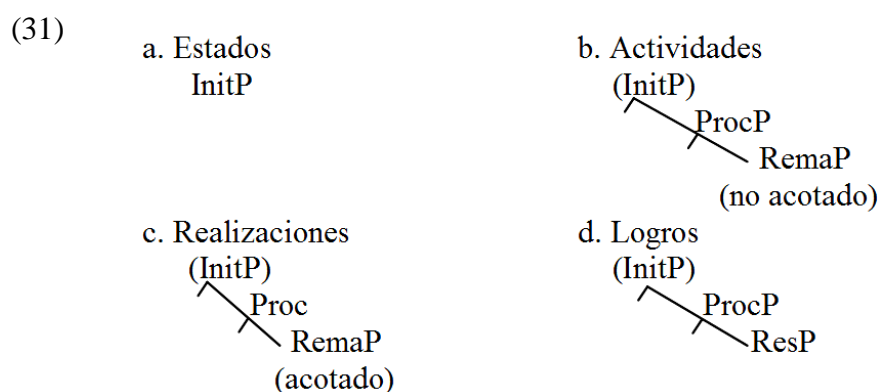 (31)
a. Estados
InitP
b. Actividades
(InitP)
ProcP
RemaP
(no acotado)
c. Realizaciones
(InitP)
Proc
RemaP
(acotado)
d. Logros
(InitP)
ProcP
ResP